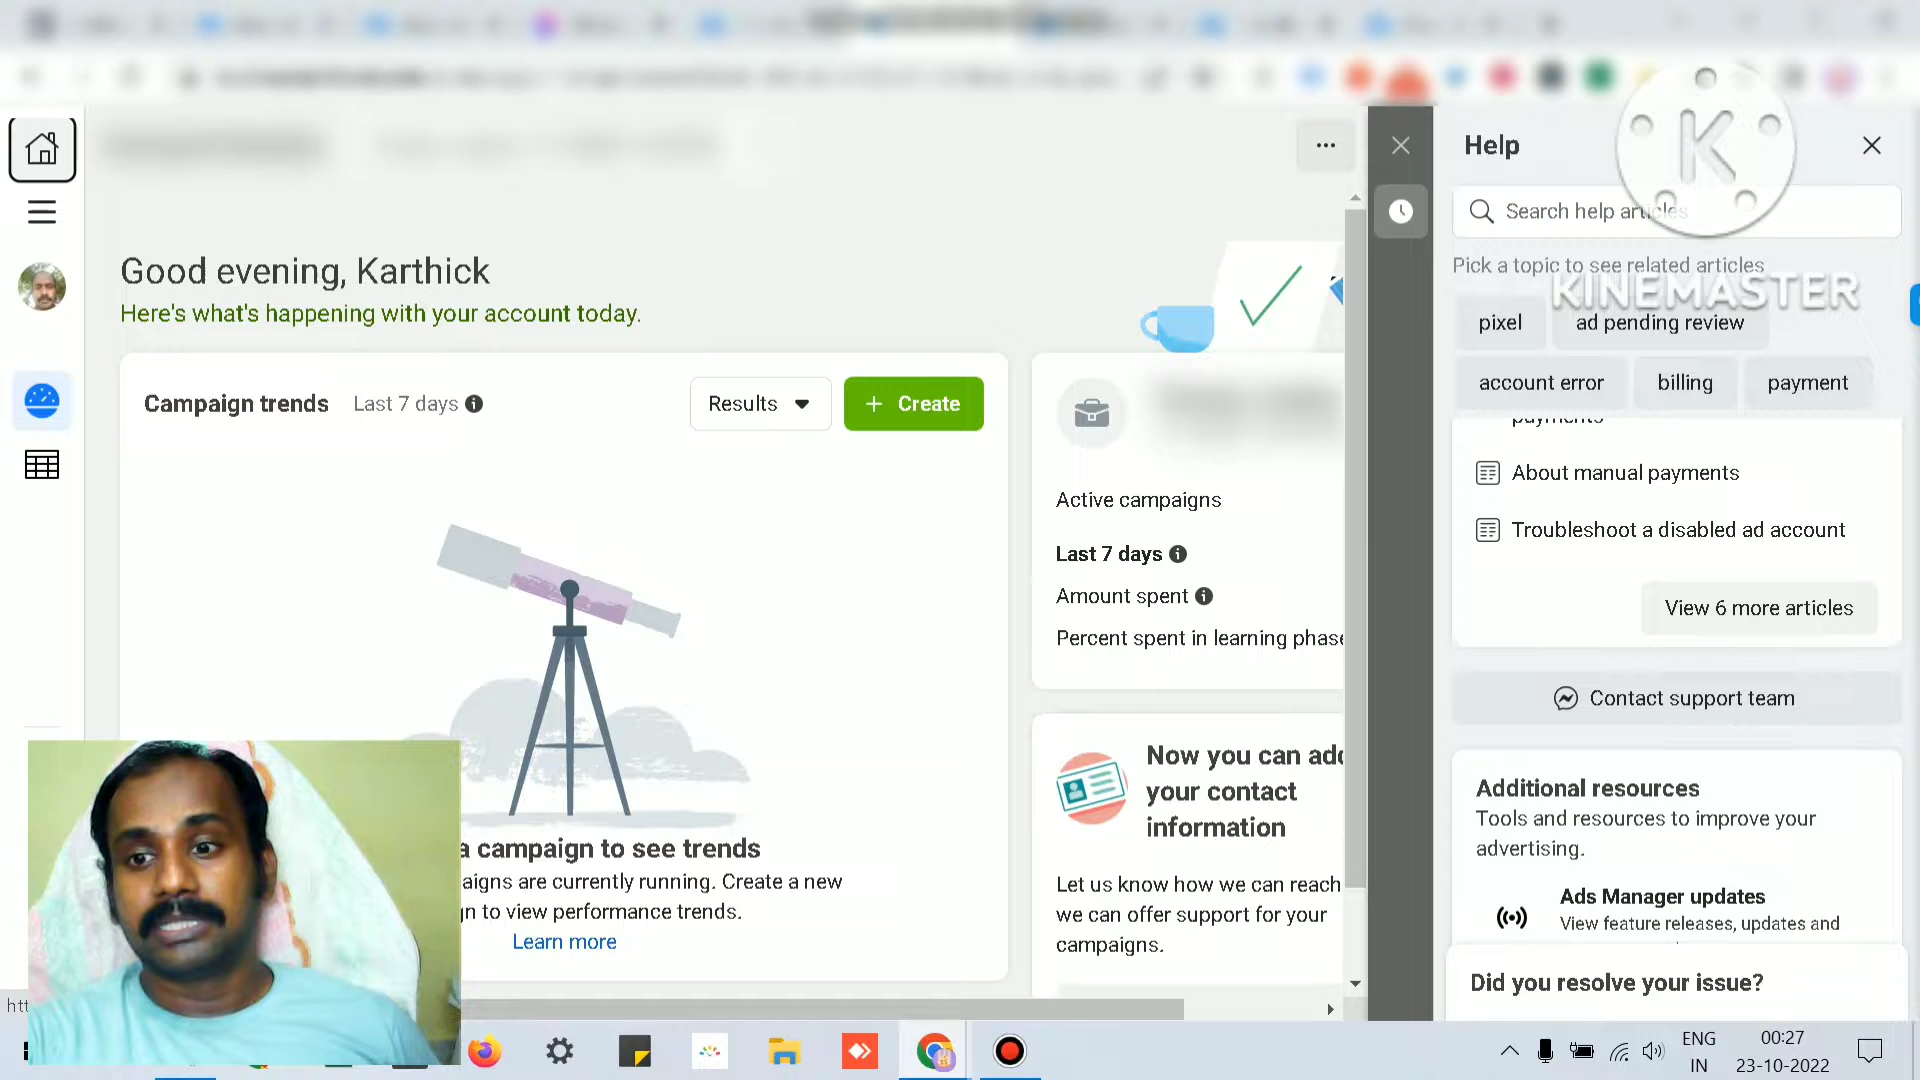 Help
Search help articles
Pick a topic to see related articles
KINEMASTER
pixel
ad pending review
account error
billing
payment
payments
About manual payments
Troubleshoot a disabled ad account
View 6 more articles
Contact support team
Additional resources
Tools and resources to improve your
advertising.
Ads Manager updates
View feature releases, updates and
Did you resolve your issue?
Good evening, Karthick
Here's what's happening with your account today.
Campaign trends
Last 7 days
Results
+ Create
a campaign to see trends
aigns are currently running. Create a new
n to view performance trends.
Learn more
Active campaigns
Last 7 days
Amount spent
Percent spent in learning phase
Now you can add
your contact
information
Let us know how we can reach
we can offer support for your
campaigns.
htt
ENG
IN
00:27
23-10-2022